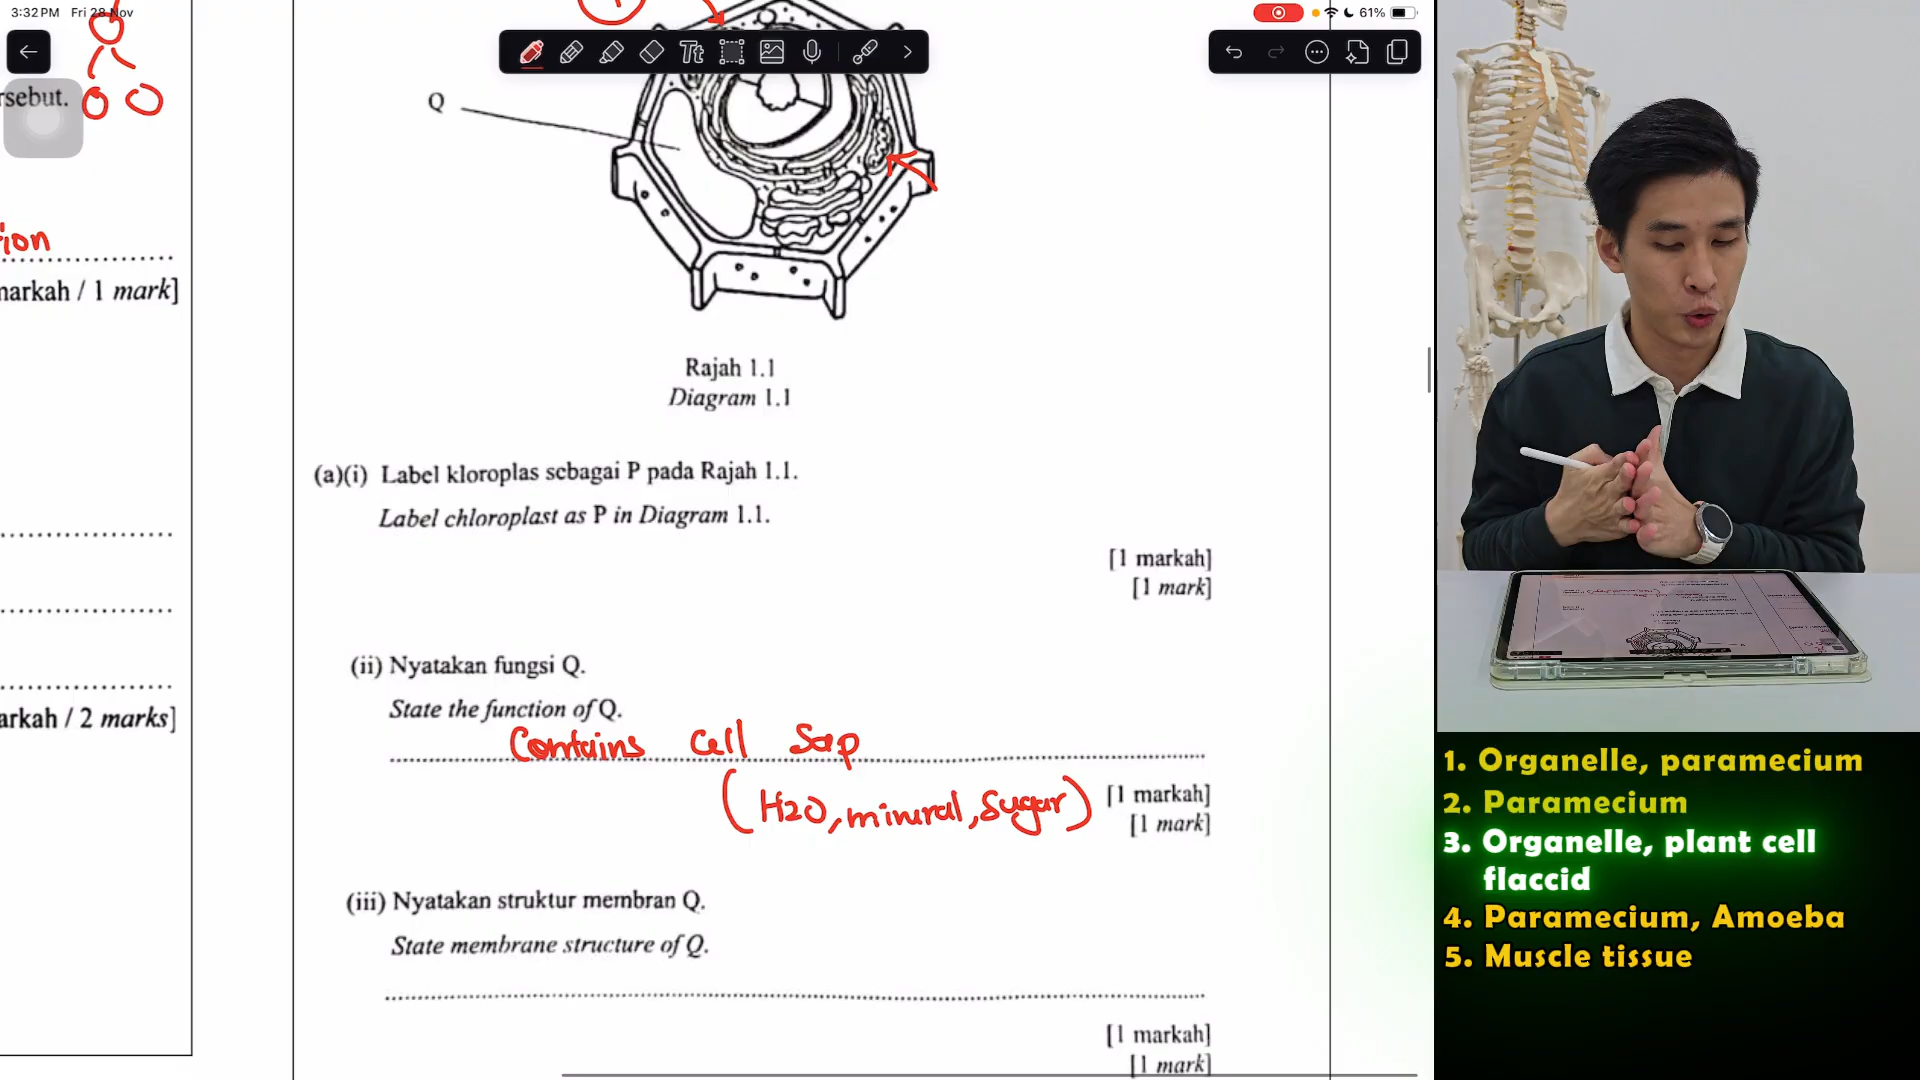 3:32 PM Fri 28 Nov
61%
Tt
rsebut.
Q
ion
markah / 1 mark]
arkah / 2 marks]
Rajah 1.1
Diagram 1.1
(a)(i) Label kloroplas sebagai P pada Rajah 1.1.
Label chloroplast as P in Diagram 1.1.
[1 markah]
[1 mark]
(ii) Nyatakan fungsi Q.
State the function of Q.
Contains cell sap
(H2O, mineral, sugar)
[1 markah]
[1 mark]
(iii) Nyatakan struktur membran Q.
State membrane structure of Q.
[1 markah]
[1 mark]
1. Organelle, paramecium
2. Paramecium
3. Organelle, plant cell
flaccid
4. Paramecium, Amoeba
5. Muscle tissue